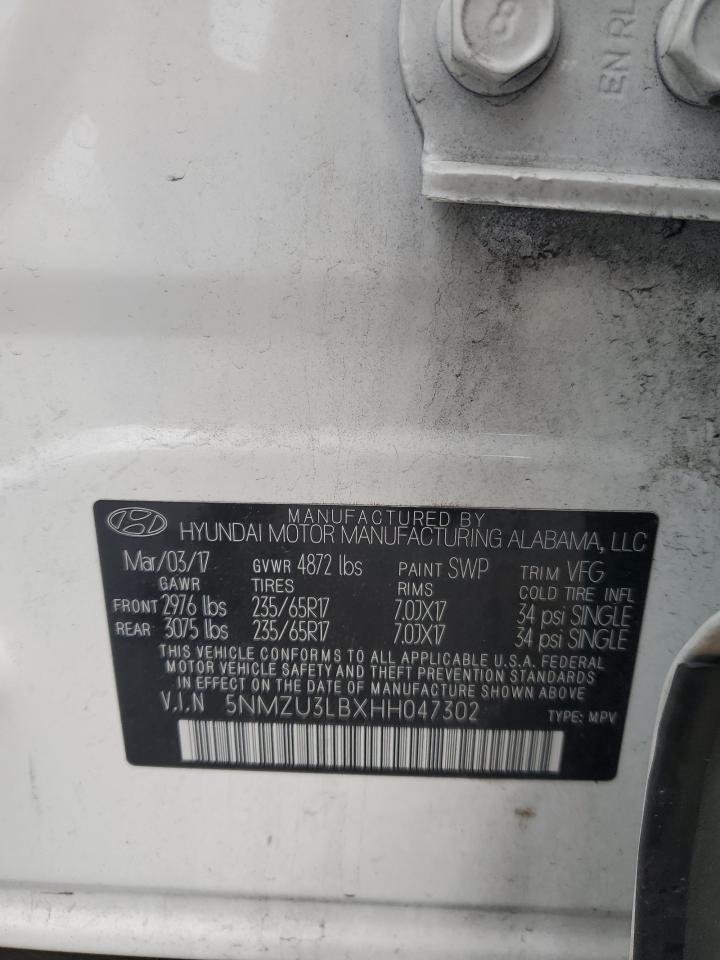 8
EN RL
MANUFACTURED BY
HYUNDAI MOTOR MANUFACTURING ALABAMA, LLC
Mar/03/17 GVWR 4872 lbs PAINT SWP TRIM VFG
GAWR TIRES RIMS COLD TIRE INFL
FRONT 2976 lbs 235/65R17 7.0JX17 34 psi SINGLE
REAR 3075 lbs 235/65R17 7.0JX17 34 psi SINGLE
THIS VEHICLE CONFORMS TO ALL APPLICABLE U.S.A. FEDERAL
MOTOR VEHICLE SAFETY AND THEFT PREVENTION STANDARDS
IN EFFECT ON THE DATE OF MANUFACTURE SHOWN ABOVE.
V.I.N 5NMZU3LBXHH047302 TYPE: MPV